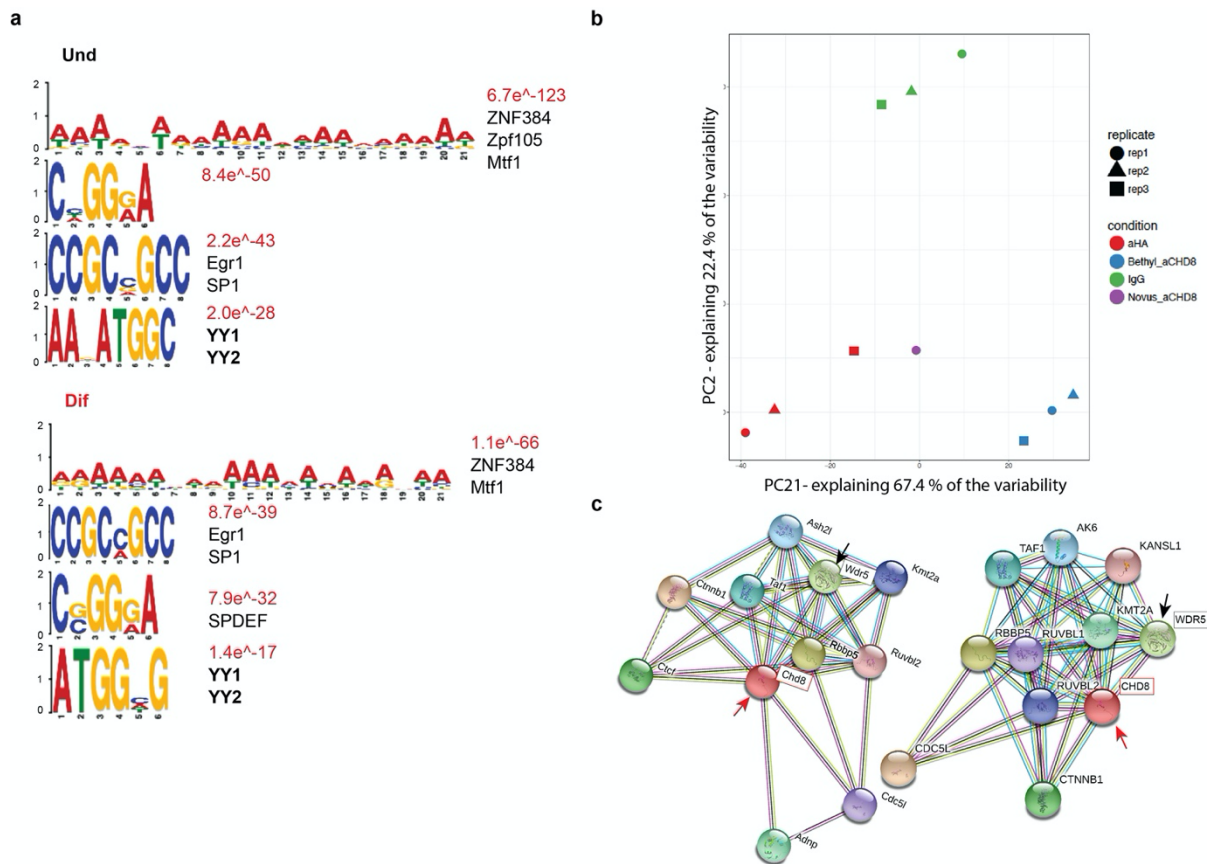 a
Und
6.7e^-123
ZNF384
Zpf105
Mtf1
8.4e^-50
2.2e^-43
Egr1
SP1
2.0e^-28
YY1
YY2
Dif
1.1e^-66
ZNF384
Mtf1
8.7e^-39
Egr1
SP1
7.9e^-32
SPDEF
1.4e^-17
YY1
YY2
b
PC2 - explaining 22.4 % of the variability
-40 -20 0 20
PC21- explaining 67.4 % of the variability
replicate
rep1
rep2
rep3
condition
aHA
Bethyl_aCHD8
IgG
Novus_aCHD8
c
Ash2l
Wdr5
Kmt2a
Ctnnb1
Taf1
Rbbp5
Ruvbl2
Ctcf
Chd8
Cdc5l
Adnp
AK6
TAF1
KANSL1
KMT2A
WDR5
RBBP5
RUVBL1
RUVBL2
CHD8
CDC5L
CTNNB1